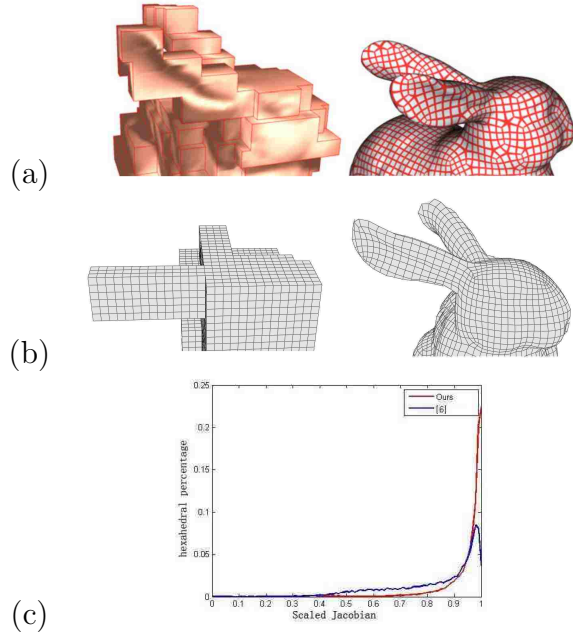 (a)
(b)
0.25
0.2
0.15
0.1
0.05
0
hexahedral percentage
Ours
[6]
0 0.1 0.2 0.3 0.4 0.5 0.6 0.7 0.8 0.9 1
Scaled Jacobian
(c)